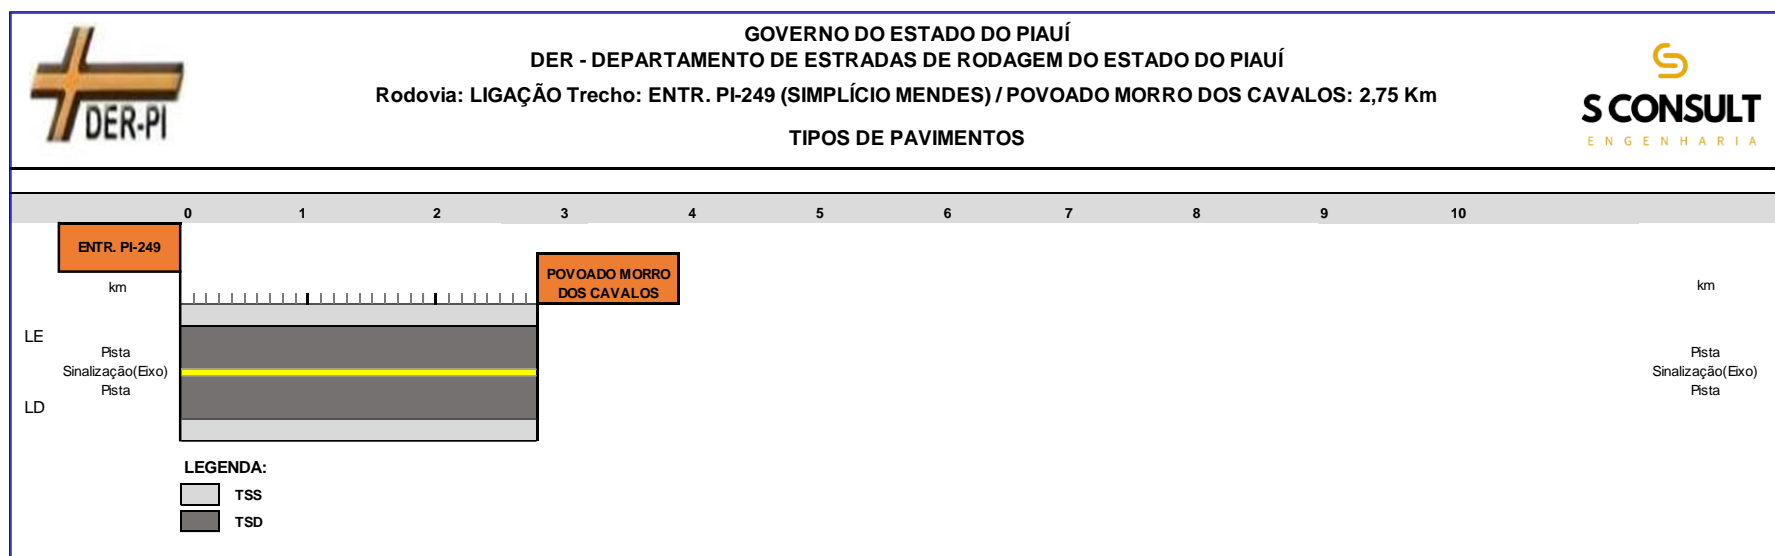 DER-PI
GOVERNO DO ESTADO DO PIAUÍ
DER - DEPARTAMENTO DE ESTRADAS DE RODAGEM DO ESTADO DO PIAUÍ
Rodovia: LIGAÇÃO Trecho: ENTR. PI-249 (SIMPLÍCIO MENDES) / POVOADO MORRO DOS CAVALOS: 2,75 Km
TIPOS DE PAVIMENTOS
S CONSULT
ENGENHARIA
0 1 2 3 4 5 6 7 8 9 10
ENTR. PI-249
POVOADO MORRO
DOS CAVALOS
km km
LE
Pista Pista
Sinalização(Eixo) Sinalização(Eixo)
Pista Pista
LD
LEGENDA:
TSS
TSD